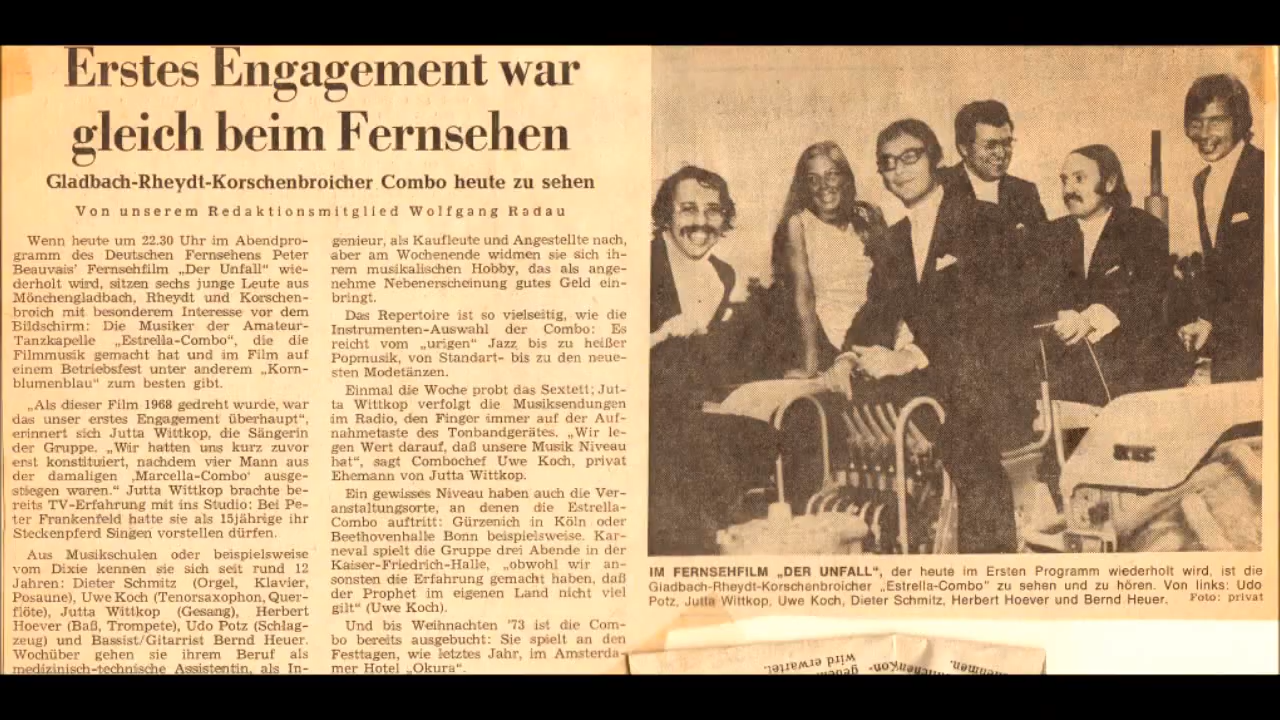 Erstes Engagement war
gleich beim Fernsehen
Gladbach-Rheydt-Korschenbroicher Combo heute zu sehen
Von unserem Redaktionsmitglied Wolfgang Radau
Wenn heute um 22.30 Uhr im Abendpro-
gramm des Deutschen Fernsehens Peter
Beauvais' Fernsehfilm „Der Unfall" wie-
derholt wird, sitzen sechs junge Leute aus
Mönchengladbach, Rheydt und Korschen-
broich mit besonderem Interesse vor dem
Bildschirm: Die Musiker der Amateur-
Tanzkapelle „Estrella-Combo", die die
Filmmusik gemacht hat und im Film auf
einem Betriebsfest unter anderem „Korn-
blumenblau" zum besten gibt.
„Als dieser Film 1968 gedreht wurde, war
das unser erstes Engagement überhaupt",
erinnert sich Jutta Wittkop, die Sängerin
der Gruppe. „Wir hatten uns kurz zuvor
erst konstituiert, nachdem vier Mann aus
der damaligen ‚Marcella-Combo' ausge-
stiegen waren." Jutta Wittkop brachte be-
reits TV-Erfahrung mit ins Studio: Bei Pe-
ter Frankenfeld hatte sie als 15jährige ihr
Steckenpferd Singen vorstellen dürfen.
Aus Musikschulen oder beispielsweise
vom Dixie kennen sie sich seit rund 12
Jahren: Dieter Schmitz (Orgel, Klavier,
Posaune), Uwe Koch (Tenorsaxophon, Quer-
flöte), Jutta Wittkop (Gesang), Herbert
Hoever (Baß, Trompete), Udo Potz (Schlag-
zeug) und Bassist/Gitarrist Bernd Heuer.
Wochüber gehen sie ihrem Beruf als
medizinisch-technische Assistentin, als In-
genieur, als Kaufleute und Angestellte nach,
aber am Wochenende widmen sie sich ih-
rem musikalischen Hobby, das als ange-
nehme Nebenerscheinung gutes Geld ein-
bringt.
Das Repertoire ist so vielseitig, wie die
Instrumenten-Auswahl der Combo: Es
reicht vom „urigen" Jazz bis zu heißer
Popmusik, von Standart- bis zu den neue-
sten Modetänzen.
Einmal die Woche probt das Sextett; Jut-
ta Wittkop verfolgt die Musiksendungen
im Radio, den Finger immer auf der Auf-
nahmetaste des Tonbandgerätes. „Wir le-
gen Wert darauf, daß unsere Musik Niveau
hat", sagt Combochef Uwe Koch, privat
Ehemann von Jutta Wittkop.
Ein gewisses Niveau haben auch die Ver-
anstaltungsorte, an denen die Estrella-
Combo auftritt: Gürzenich in Köln oder
Beethovenhalle Bonn beispielsweise. Kar-
neval spielt die Gruppe drei Abende in der
Kaiser-Friedrich-Halle, „obwohl wir an-
sonsten die Erfahrung gemacht haben, daß
der Prophet im eigenen Land nicht viel
gilt" (Uwe Koch).
Und bis Weihnachten '73 ist die Com-
bo bereits ausgebucht: Sie spielt an den
Festtagen, wie letztes Jahr, im Amsterda-
mer Hotel „Okura".
IM FERNSEHFILM „DER UNFALL", der heute im Ersten Programm wiederholt wird, ist die
Gladbach-Rheydt-Korschenbroicher „Estrella-Combo" zu sehen und zu hören. Von links: Udo
Potz, Jutta Wittkop, Uwe Koch, Dieter Schmitz, Herbert Hoever und Bernd Heuer. Foto: privat
wird erwartet.